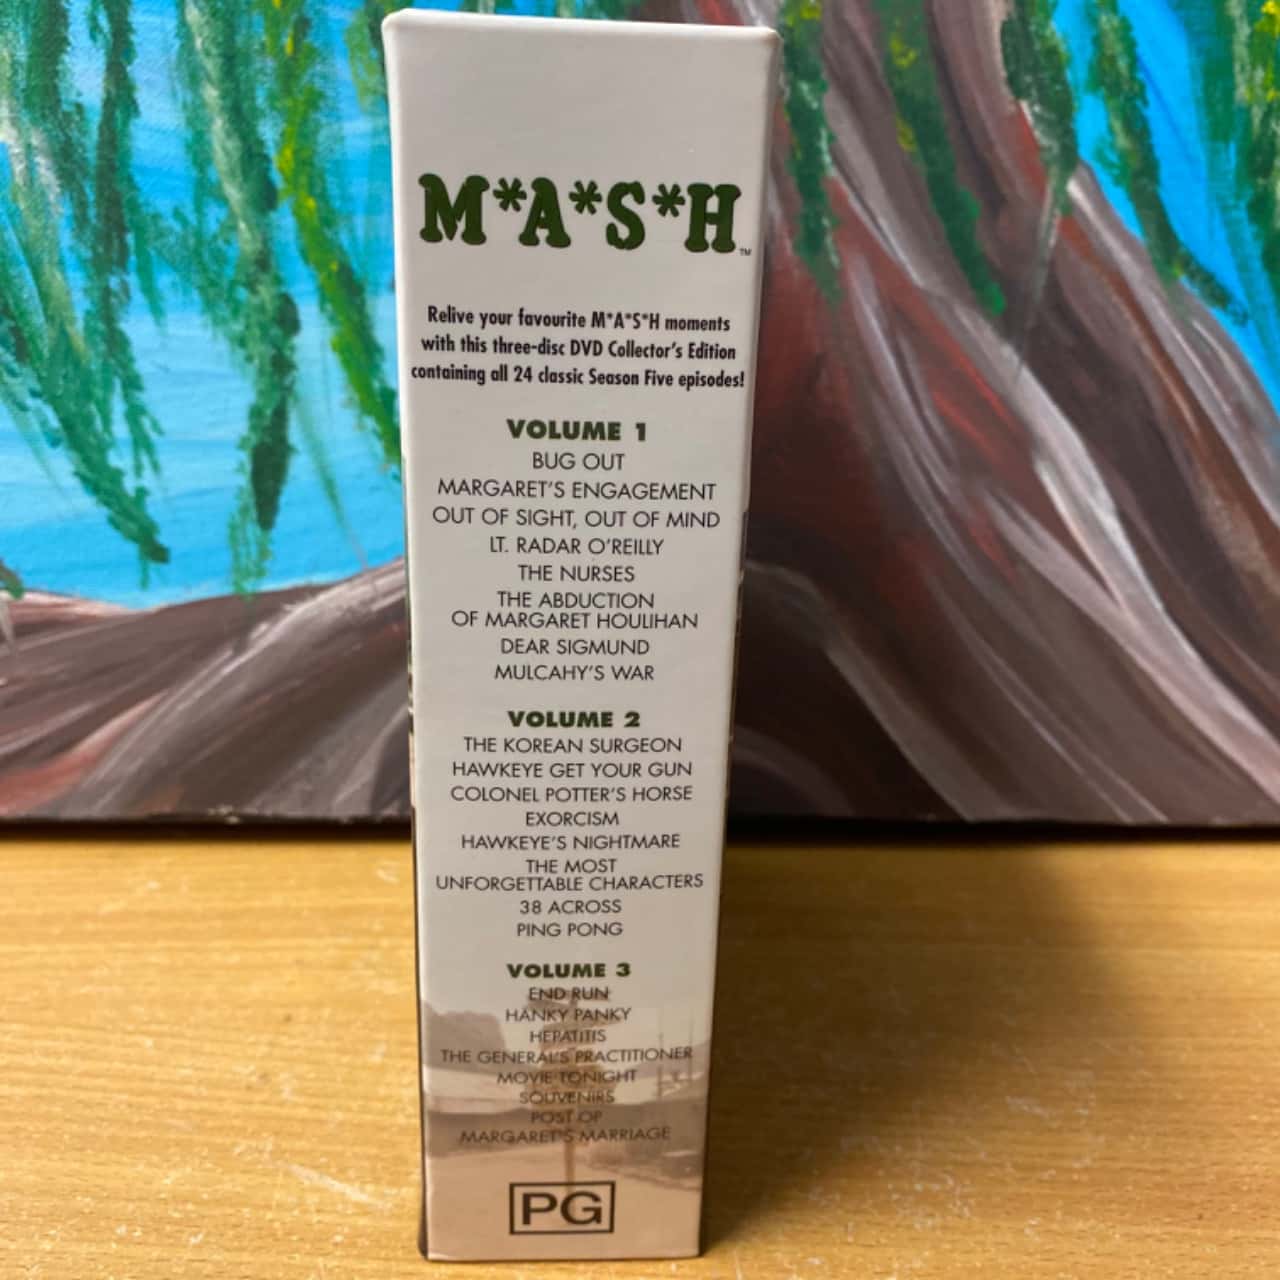 M*A*S*H™
Relive your favourite M*A*S*H moments
with this three-disc DVD Collector's Edition
containing all 24 classic Season Five episodes!
VOLUME 1
BUG OUT
MARGARET'S ENGAGEMENT
OUT OF SIGHT, OUT OF MIND
LT. RADAR O'REILLY
THE NURSES
THE ABDUCTION
OF MARGARET HOULIHAN
DEAR SIGMUND
MULCAHY'S WAR
VOLUME 2
THE KOREAN SURGEON
HAWKEYE GET YOUR GUN
COLONEL POTTER'S HORSE
EXORCISM
HAWKEYE'S NIGHTMARE
THE MOST
UNFORGETTABLE CHARACTERS
38 ACROSS
PING PONG
VOLUME 3
END RUN
HANKY PANKY
HEPATITIS
THE GENERAL'S PRACTITIONER
MOVIE TONIGHT
SOUVENIRS
POST OP
MARGARET'S MARRIAGE
PG